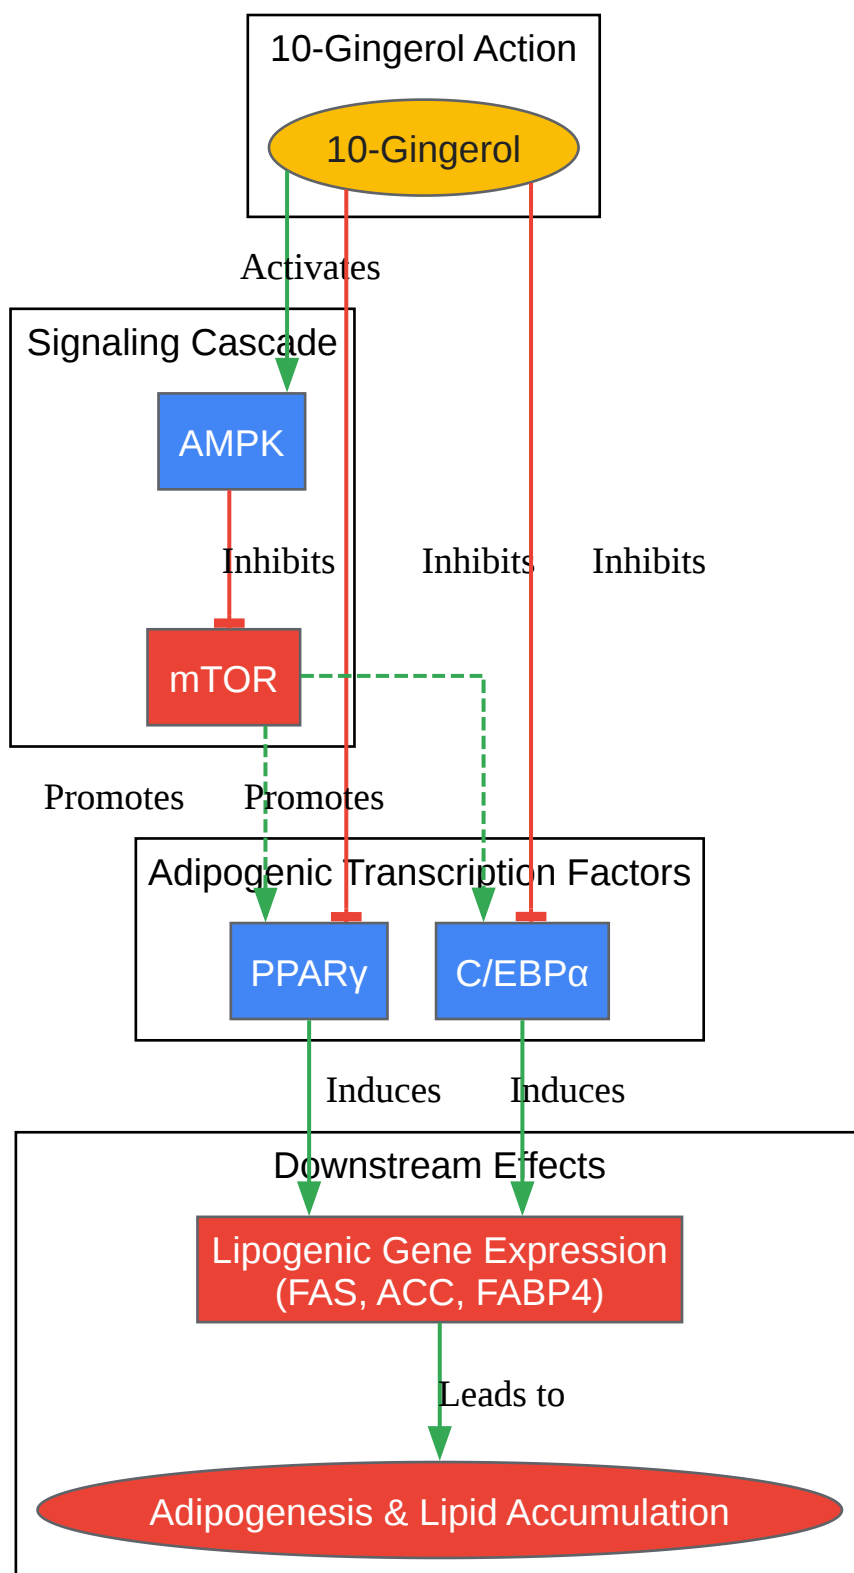 10-Gingerol Action
10-Gingerol
Activates
Signaling Cascade
AMPK
Inhibits
Inhibits
Inhibits
mTOR
Promotes
Promotes
Adipogenic Transcription Factors
PPARγ
C/EBPα
Induces
Induces
Downstream Effects
Lipogenic Gene Expression
(FAS, ACC, FABP4)
Leads to
Adipogenesis & Lipid Accumulation